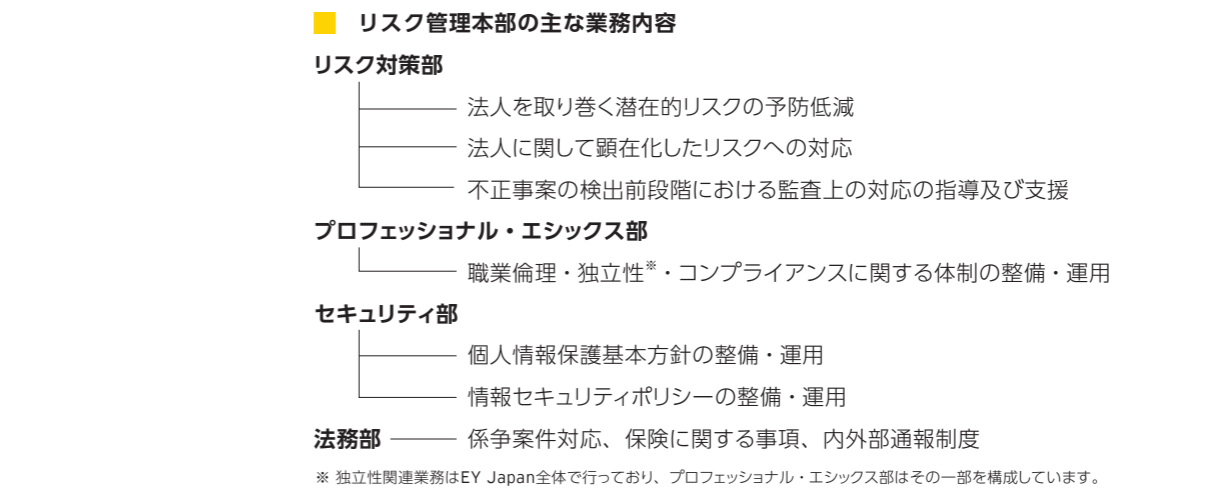 リスク管理本部の主な業務内容
リスク対策部
法人を取り巻く潜在的リスクの予防低減
法人に関して顕在化したリスクへの対応
不正事案の検出前段階における監査上の対応の指導及び支援
プロフェッショナル・エシックス部
職業倫理・独立性※・コンプライアンスに関する体制の整備・運用
セキュリティ部
個人情報保護基本方針の整備・運用
情報セキュリティポリシーの整備・運用
法務部 係争案件対応、保険に関する事項、内外部通報制度
※ 独立性関連業務はEY Japan全体で行っており、プロフェッショナル・エシックス部はその一部を構成しています。